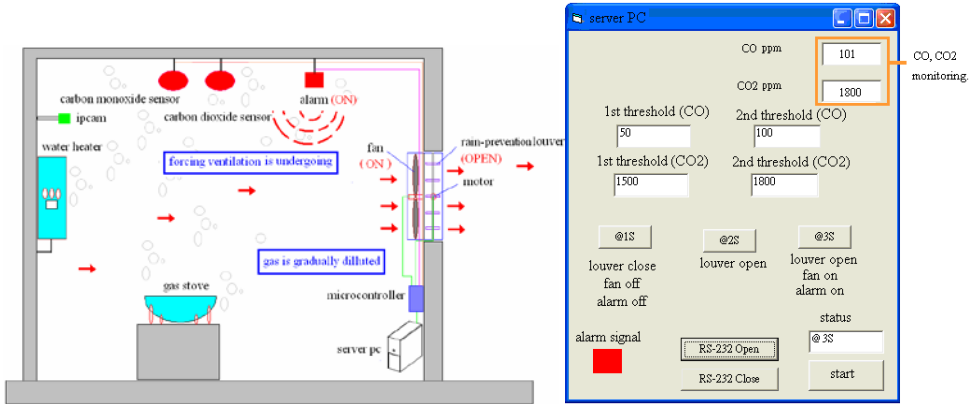 carbon monoxide sensor
alarm (ON)
carbon dioxide sensor
ipcam
water heater
forcing ventilation is undergoing
fan
(ON)
rain-prevention louver
(OPEN)
motor
gas is gradually dilluted
gas stove
microcontroller
server pc
server PC
CO ppm
101
CO2 ppm
1800
CO, CO2
monitoring.
1st threshold (CO)
2nd threshold (CO)
50
100
1st threshold (CO2)
2nd threshold (CO2)
1500
1800
@1S
@2S
@3S
louver close
fan off
alarm off
louver open
louver open
fan on
alarm on
status
@3S
alarm signal
RS-232 Open
RS-232 Close
start